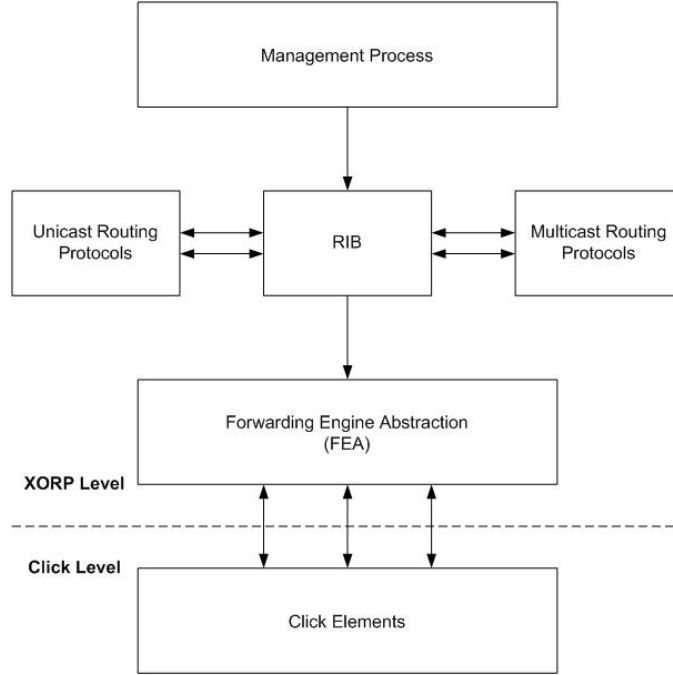 Management Process
Unicast Routing
Protocols
RIB
Multicast Routing
Protocols
Forwarding Engine Abstraction
(FEA)
XORP Level
Click Level
Click Elements